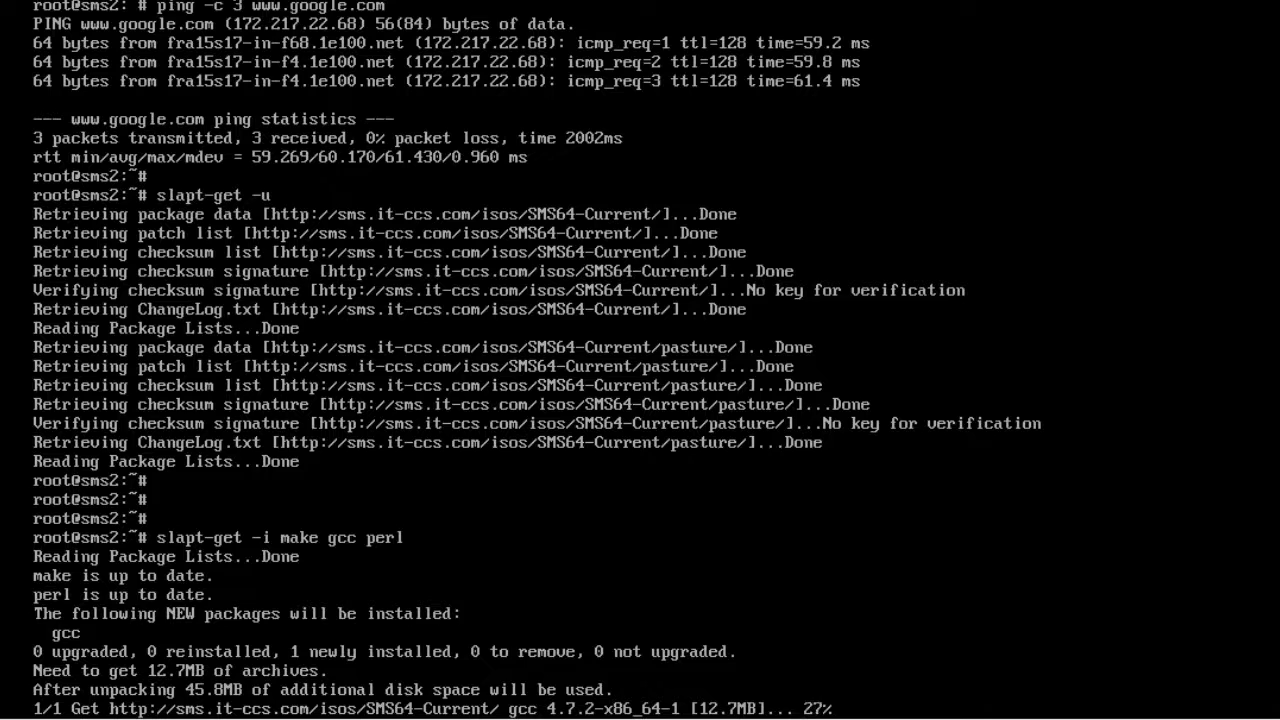 root@sms2: # ping -c 3 www.google.com
PING www.google.com (172.217.22.68) 56(84) bytes of data.
64 bytes from fra15s17-in-f68.1e100.net (172.217.22.68): icmp_req=1 ttl=128 time=59.2 ms
64 bytes from fra15s17-in-f4.1e100.net (172.217.22.68): icmp_req=2 ttl=128 time=59.8 ms
64 bytes from fra15s17-in-f4.1e100.net (172.217.22.68): icmp_req=3 ttl=128 time=61.4 ms
--- www.google.com ping statistics ---
3 packets transmitted, 3 received, 0% packet loss, time 2002ms
rtt min/avg/max/mdev = 59.269/60.170/61.430/0.960 ms
root@sms2:~#
root@sms2:~# slapt-get -u
Retrieving package data [http://sms.it-ccs.com/isos/SMS64-Current/]...Done
Retrieving patch list [http://sms.it-ccs.com/isos/SMS64-Current/]...Done
Retrieving checksum list [http://sms.it-ccs.com/isos/SMS64-Current/]...Done
Retrieving checksum signature [http://sms.it-ccs.com/isos/SMS64-Current/]...Done
Verifying checksum signature [http://sms.it-ccs.com/isos/SMS64-Current/]...No key for verification
Retrieving ChangeLog.txt [http://sms.it-ccs.com/isos/SMS64-Current/]...Done
Reading Package Lists...Done
Retrieving package data [http://sms.it-ccs.com/isos/SMS64-Current/pasture/]...Done
Retrieving patch list [http://sms.it-ccs.com/isos/SMS64-Current/pasture/]...Done
Retrieving checksum list [http://sms.it-ccs.com/isos/SMS64-Current/pasture/]...Done
Retrieving checksum signature [http://sms.it-ccs.com/isos/SMS64-Current/pasture/]...Done
Verifying checksum signature [http://sms.it-ccs.com/isos/SMS64-Current/pasture/]...No key for verification
Retrieving ChangeLog.txt [http://sms.it-ccs.com/isos/SMS64-Current/pasture/]...Done
Reading Package Lists...Done
root@sms2:~#
root@sms2:~#
root@sms2:~#
root@sms2:~# slapt-get -i make gcc perl
Reading Package Lists...Done
make is up to date.
perl is up to date.
The following NEW packages will be installed:
gcc
0 upgraded, 0 reinstalled, 1 newly installed, 0 to remove, 0 not upgraded.
Need to get 12.7MB of archives.
After unpacking 45.8MB of additional disk space will be used.
1/1 Get http://sms.it-ccs.com/isos/SMS64-Current/ gcc 4.7.2-x86_64-1 [12.7MB]... 27%